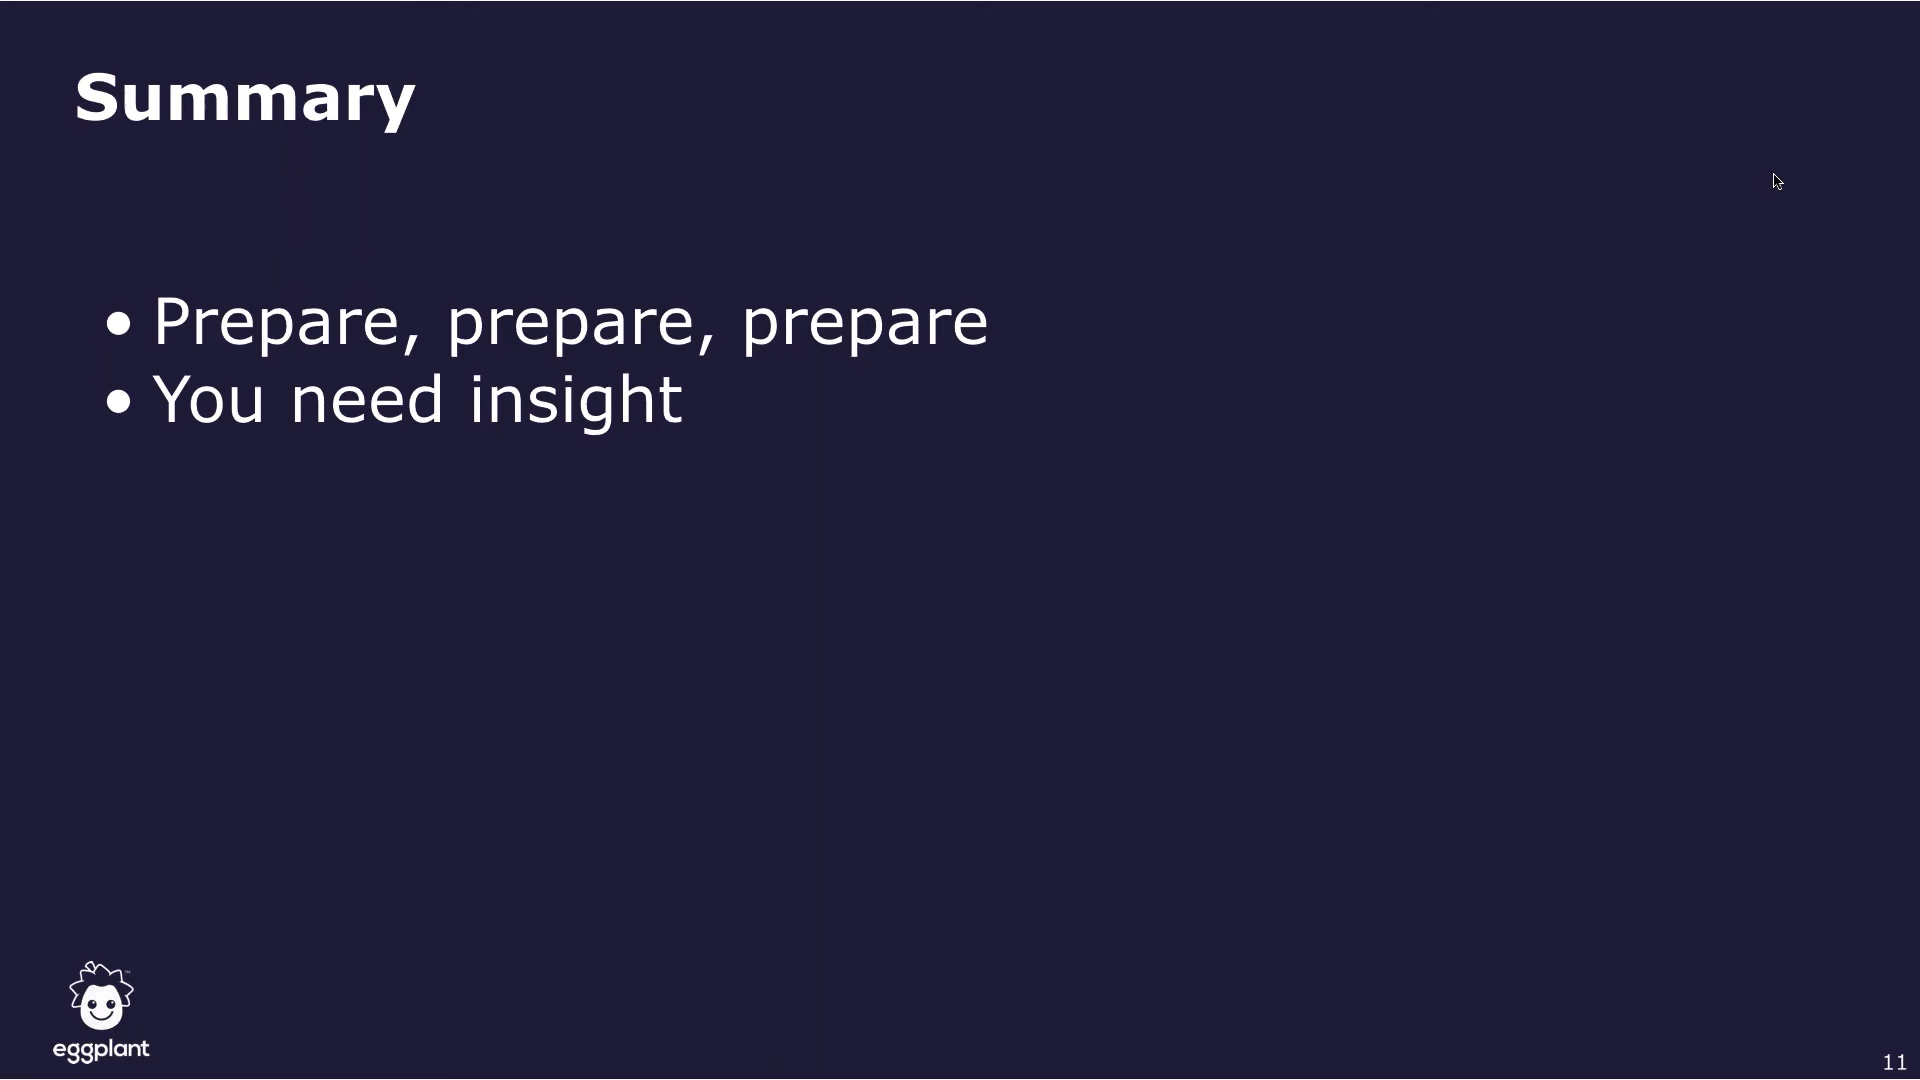 Summary
• Prepare, prepare, prepare
• You need insight
eggplant
11